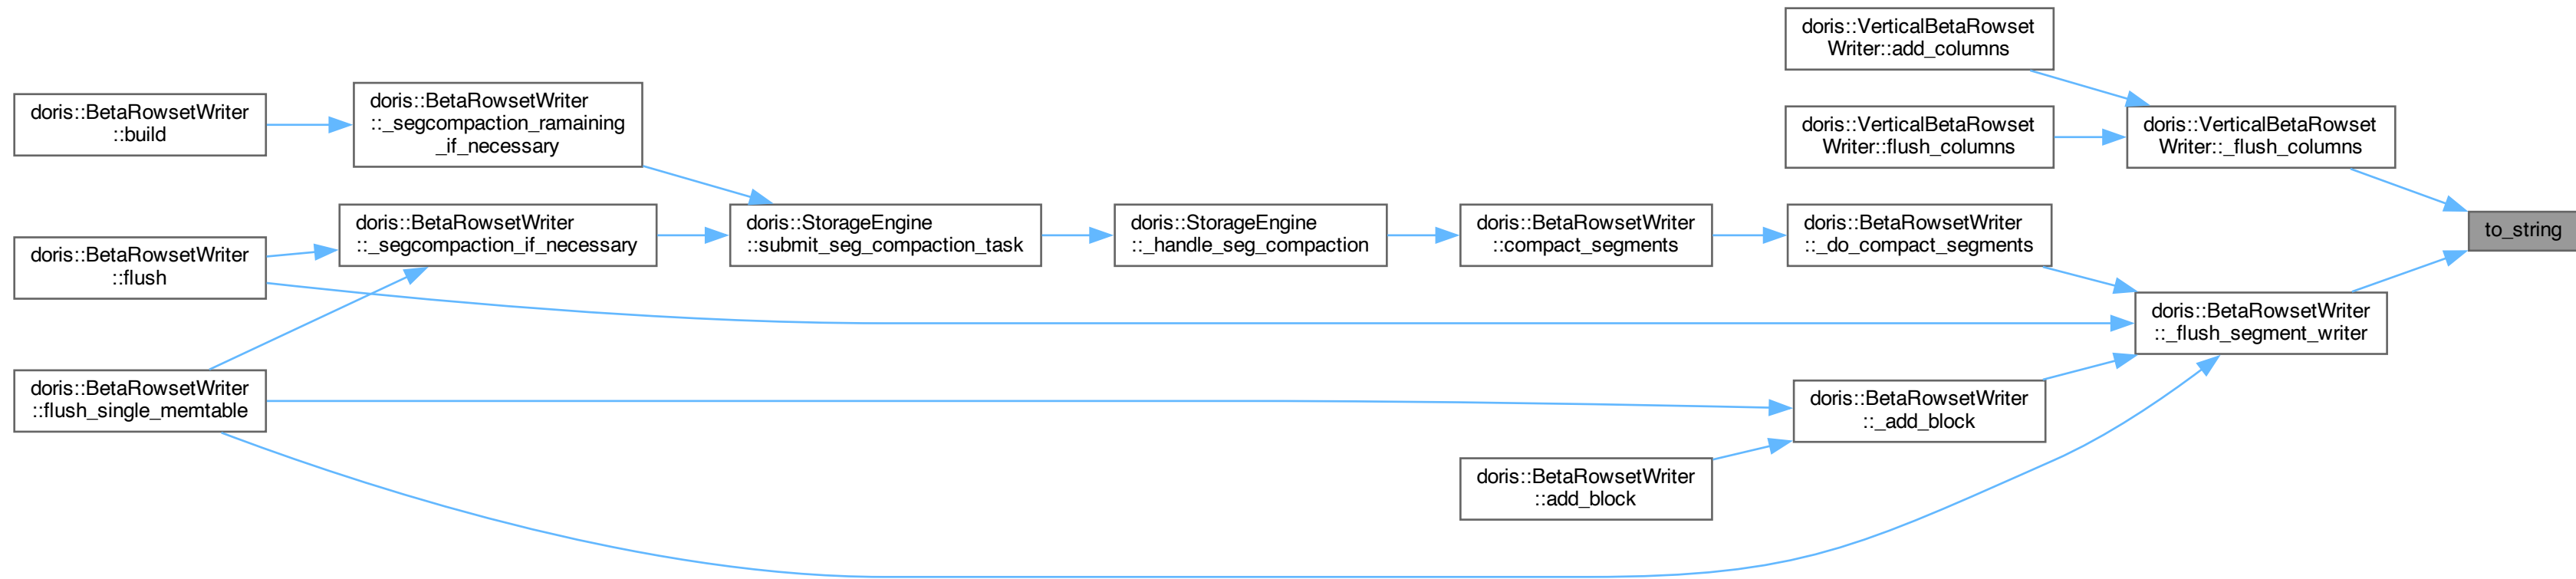 doris::VerticalBetaRowset
Writer::add_columns
doris::BetaRowsetWriter
::build
doris::BetaRowsetWriter
::_segcompaction_ramaining
_if_necessary
doris::VerticalBetaRowset
Writer::flush_columns
doris::VerticalBetaRowset
Writer::_flush_columns
doris::BetaRowsetWriter
::flush
doris::BetaRowsetWriter
::_segcompaction_if_necessary
doris::StorageEngine
::submit_seg_compaction_task
doris::StorageEngine
::_handle_seg_compaction
doris::BetaRowsetWriter
::compact_segments
doris::BetaRowsetWriter
::_do_compact_segments
to_string
doris::BetaRowsetWriter
::_flush_segment_writer
doris::BetaRowsetWriter
::flush_single_memtable
doris::BetaRowsetWriter
::_add_block
doris::BetaRowsetWriter
::add_block